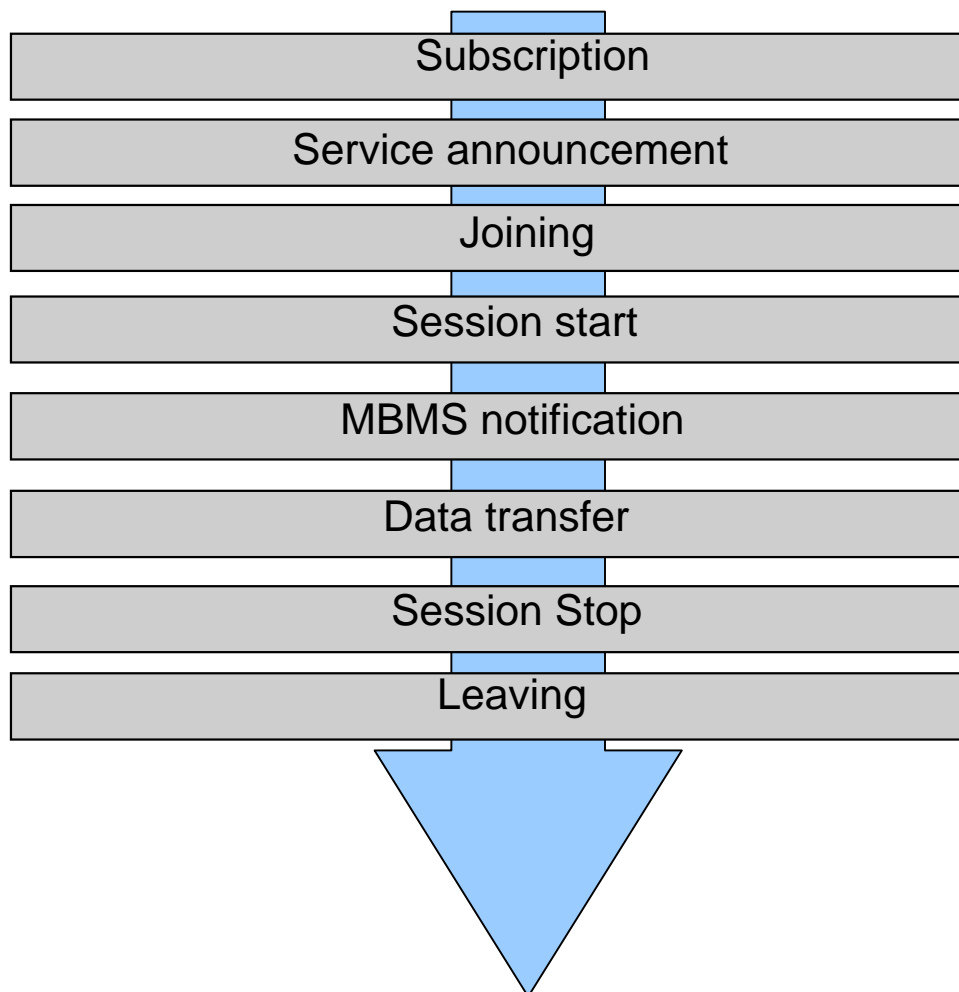 Subscription
Service announcement
Joining
Session start
MBMS notification
Data transfer
Session Stop
Leaving